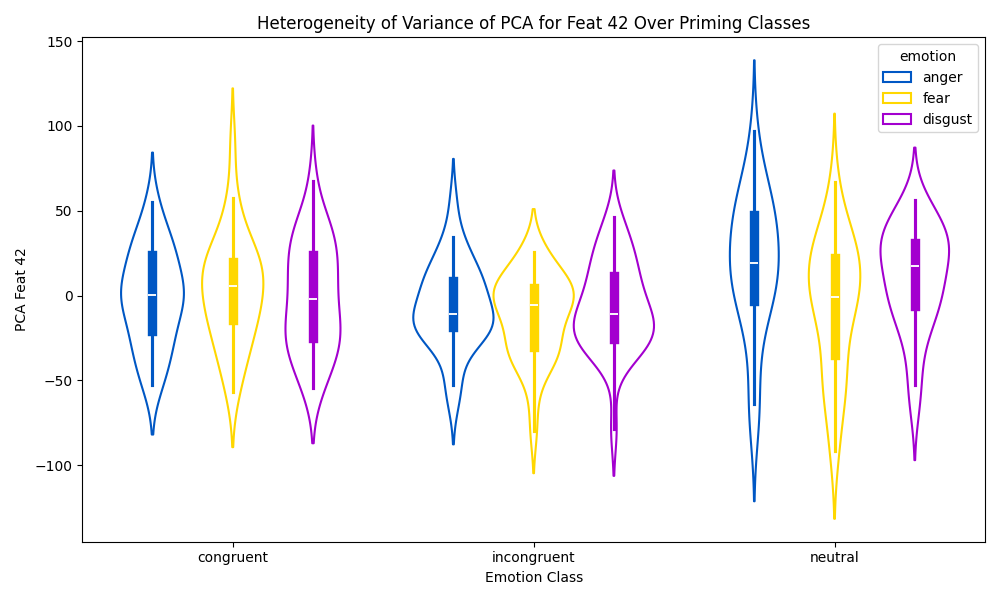 Heterogeneity of Variance of PCA for Feat 42 Over Priming Classes
150
100
50
0
−50
−100
PCA Feat 42
emotion
anger
fear
disgust
congruent
incongruent
neutral
Emotion Class